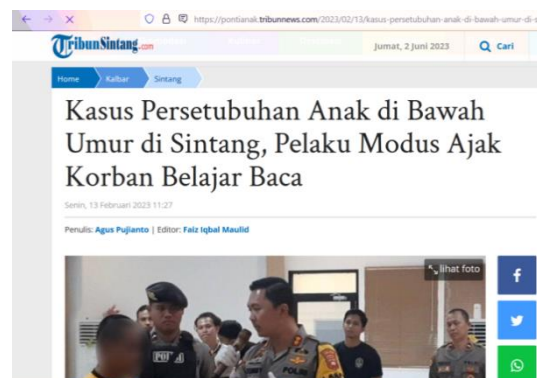 https://pontianak.tribunnews.com/2023/02/13/kasus-persetubuhan-anak-di-bawah-umur-di-s
TribunSintang.com
Jumat, 2 Juni 2023
Cari
Home Kalbar Sintang
Kasus Persetubuhan Anak di Bawah
Umur di Sintang, Pelaku Modus Ajak
Korban Belajar Baca
Senin, 13 Februari 2023 11:27
Penulis: Agus Pujianto | Editor: Faiz Iqbal Maulid
lihat foto